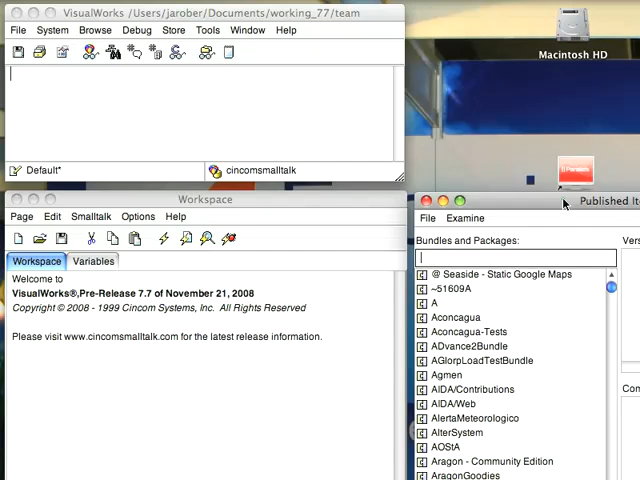 VisualWorks /Users/jarober/Documents/working_77/team
File System Browse Debug Store Tools Window Help
Default*
cincomsmalltalk
Macintosh HD
Workspace
Page Edit Smalltalk Options Help
Workspace Variables
Welcome to
VisualWorks®,Pre-Release 7.7 of November 21, 2008
Copyright © 2008 - 1999 Cincom Systems, Inc. All Rights Reserved
Please visit www.cincomsmalltalk.com for the latest release information.
Published Ite
File Examine
Bundles and Packages:
Vers
@ Seaside - Static Google Maps
~51609A
A
Aconcagua
Aconcagua-Tests
ADvance2Bundle
AGlorpLoadTestBundle
Agmen
AIDA/Contributions
AIDA/Web
AlertaMeteorologico
AlterSystem
AOStA
Aragon - Community Edition
AragonGoodies
Com